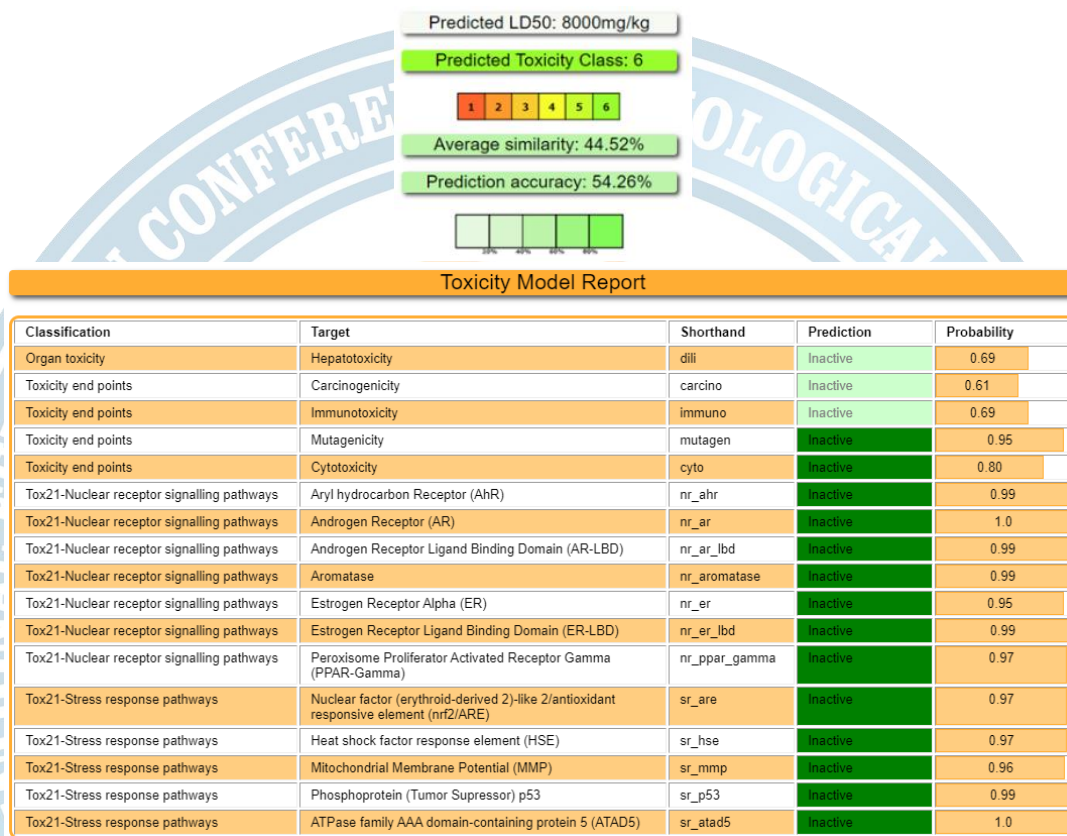 Predicted LD50: 8000mg/kg
Predicted Toxicity Class: 6
1 2 3 4 5 6
Average similarity: 44.52%
Prediction accuracy: 54.26%
20% 40% 60% 80%
CONFERE
OLOGICAL
Toxicity Model Report
Classification Target Shorthand Prediction Probability
Organ toxicity Hepatotoxicity dili Inactive 0.69
Toxicity end points Carcinogenicity carcino Inactive 0.61
Toxicity end points Immunotoxicity immuno Inactive 0.69
Toxicity end points Mutagenicity mutagen Inactive 0.95
Toxicity end points Cytotoxicity cyto Inactive 0.80
Tox21-Nuclear receptor signalling pathways Aryl hydrocarbon Receptor (AhR) nr_ahr Inactive 0.99
Tox21-Nuclear receptor signalling pathways Androgen Receptor (AR) nr_ar Inactive 1.0
Tox21-Nuclear receptor signalling pathways Androgen Receptor Ligand Binding Domain (AR-LBD) nr_ar_lbd Inactive 0.99
Tox21-Nuclear receptor signalling pathways Aromatase nr_aromatase Inactive 0.99
Tox21-Nuclear receptor signalling pathways Estrogen Receptor Alpha (ER) nr_er Inactive 0.95
Tox21-Nuclear receptor signalling pathways Estrogen Receptor Ligand Binding Domain (ER-LBD) nr_er_lbd Inactive 0.99
Tox21-Nuclear receptor signalling pathways Peroxisome Proliferator Activated Receptor Gamma nr_ppar_gamma Inactive 0.97
(PPAR-Gamma)
Tox21-Stress response pathways Nuclear factor (erythroid-derived 2)-like 2/antioxidant sr_are Inactive 0.97
responsive element (nrf2/ARE)
Tox21-Stress response pathways Heat shock factor response element (HSE) sr_hse Inactive 0.97
Tox21-Stress response pathways Mitochondrial Membrane Potential (MMP) sr_mmp Inactive 0.96
Tox21-Stress response pathways Phosphoprotein (Tumor Supressor) p53 sr_p53 Inactive 0.99
Tox21-Stress response pathways ATPase family AAA domain-containing protein 5 (ATAD5) sr_atad5 Inactive 1.0